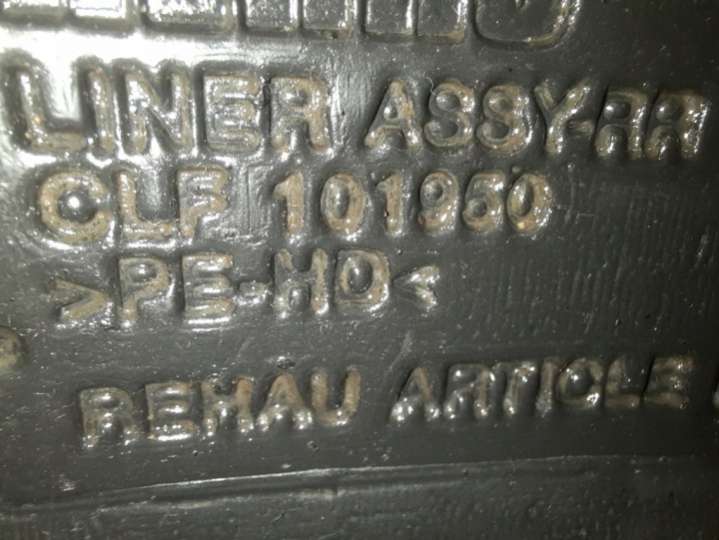 LINER ASSY-RR
CLF 101950
>PE-HD<
REHAU ARTICLE